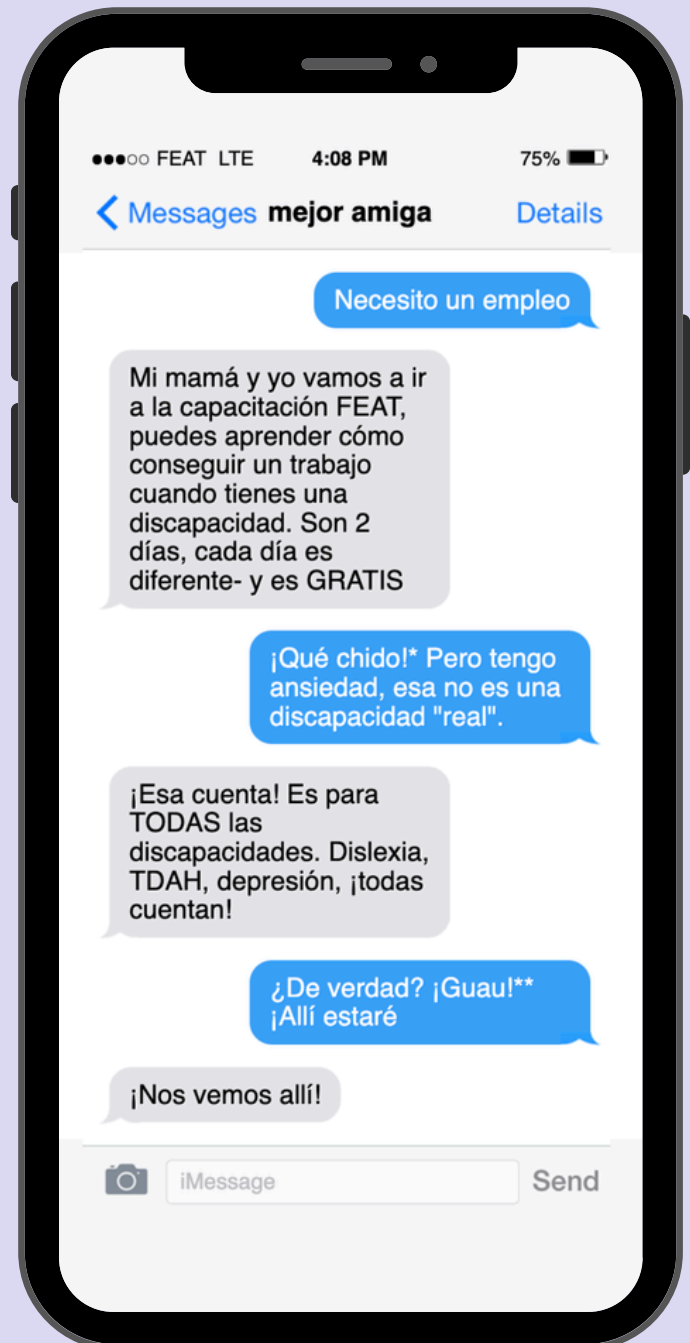 ●●●○○ FEAT LTE 4:08 PM 75%
Messages mejor amiga Details
Necesito un empleo
Mi mamá y yo vamos a ir
a la capacitación FEAT,
puedes aprender cómo
conseguir un trabajo
cuando tienes una
discapacidad. Son 2
días, cada día es
diferente- y es GRATIS
¡Qué chido!* Pero tengo
ansiedad, esa no es una
discapacidad "real".
¡Esa cuenta! Es para
TODAS las
discapacidades. Dislexia,
TDAH, depresión, ¡todas
cuentan!
¿De verdad? ¡Guau!**
¡Allí estaré
¡Nos vemos allí!
iMessage Send